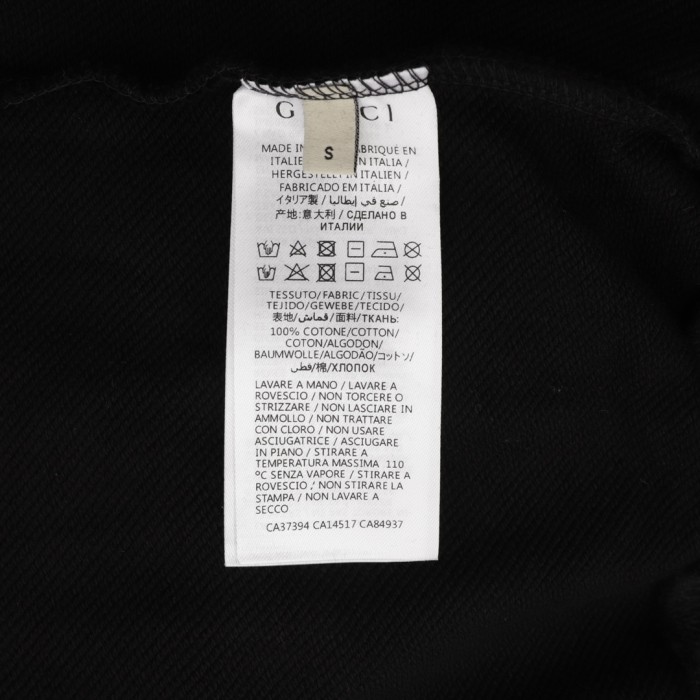 G CI
S
MADE IN ABRIQUÉ EN
ITALIE N ITALIA /
HERGESTELLT IN ITALIEN /
FABRICADO EM ITÁLIA /
イタリア製 / صنع في إيطاليا /
产地:意大利 / СДЕЛАНО В
ИТАЛИИ
TESSUTO/FABRIC/TISSU/
TEJIDO/GEWEBE/TECIDO/
表地/قماش/面料/ТКАНЬ:
100% COTONE/COTTON/
COTON/ALGODON/
BAUMWOLLE/ALGODÃO/コットン/
قطن/棉/ХЛОПОК
LAVARE A MANO / LAVARE A
ROVESCIO / NON TORCERE O
STRIZZARE / NON LASCIARE IN
AMMOLLO / NON TRATTARE
CON CLORO / NON USARE
ASCIUGATRICE / ASCIUGARE
IN PIANO / STIRARE A
TEMPERATURA MASSIMA 110
ºC SENZA VAPORE / STIRARE A
ROVESCIO ,' NON STIRARE LA
STAMPA / NON LAVARE A
SECCO
CA37394 CA14517 CA84937